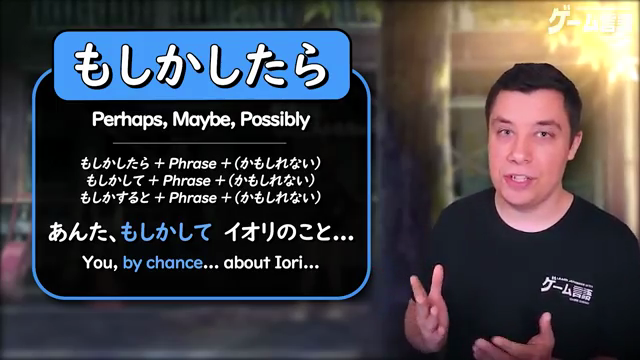 ゲーム言語
もしかしたら
Perhaps, Maybe, Possibly
もしかしたら + Phrase + (かもしれない)
もしかして + Phrase + (かもしれない)
もしかすると + Phrase + (かもしれない)
あんた、もしかして イオリのこと...
You, by chance... about Iori...
ゲーム言語